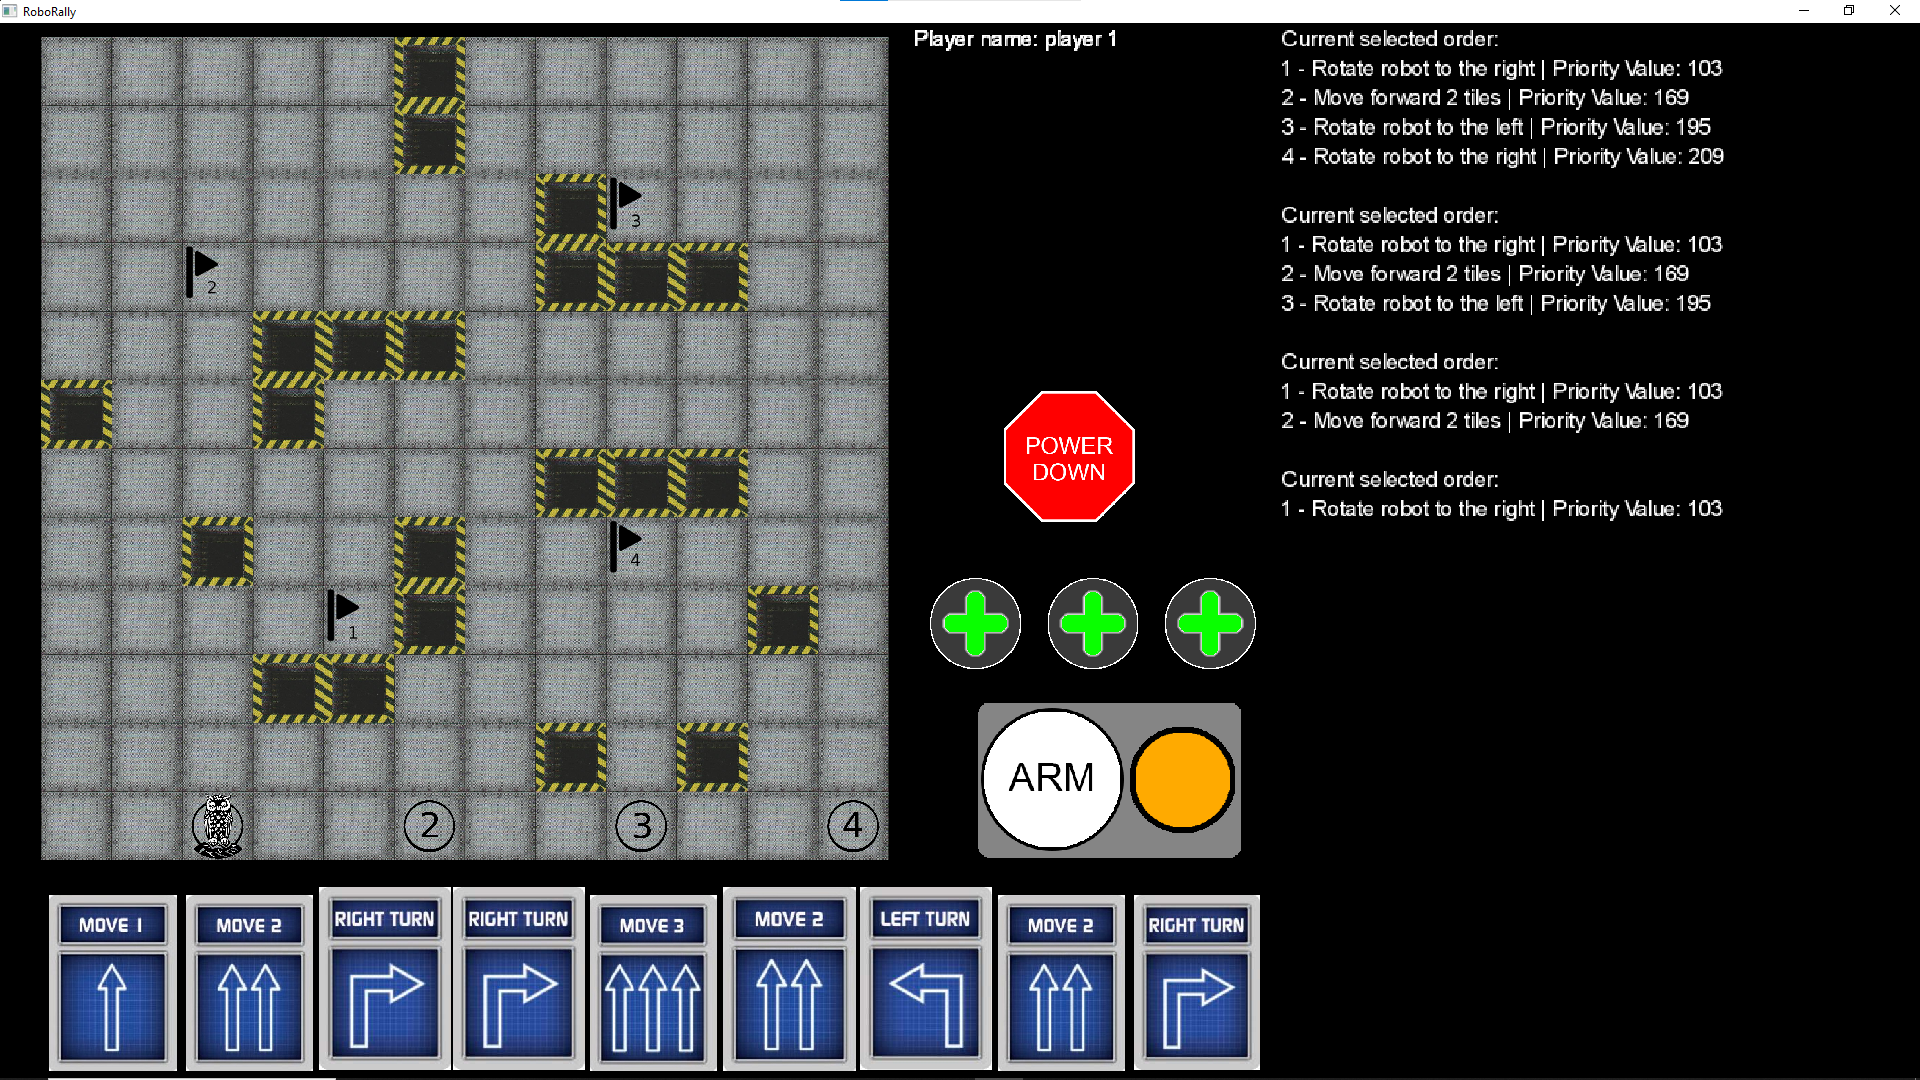 RoboRally
Player name: player 1
Current selected order:
1 - Rotate robot to the right | Priority Value: 103
2 - Move forward 2 tiles | Priority Value: 169
3 - Rotate robot to the left | Priority Value: 195
4 - Rotate robot to the right | Priority Value: 209
Current selected order:
1 - Rotate robot to the right | Priority Value: 103
2 - Move forward 2 tiles | Priority Value: 169
3 - Rotate robot to the left | Priority Value: 195
Current selected order:
1 - Rotate robot to the right | Priority Value: 103
2 - Move forward 2 tiles | Priority Value: 169
Current selected order:
1 - Rotate robot to the right | Priority Value: 103
3
2
4
1
2
3
4
POWER
DOWN
ARM
MOVE 1
MOVE 2
RIGHT TURN
RIGHT TURN
MOVE 3
MOVE 2
LEFT TURN
MOVE 2
RIGHT TURN